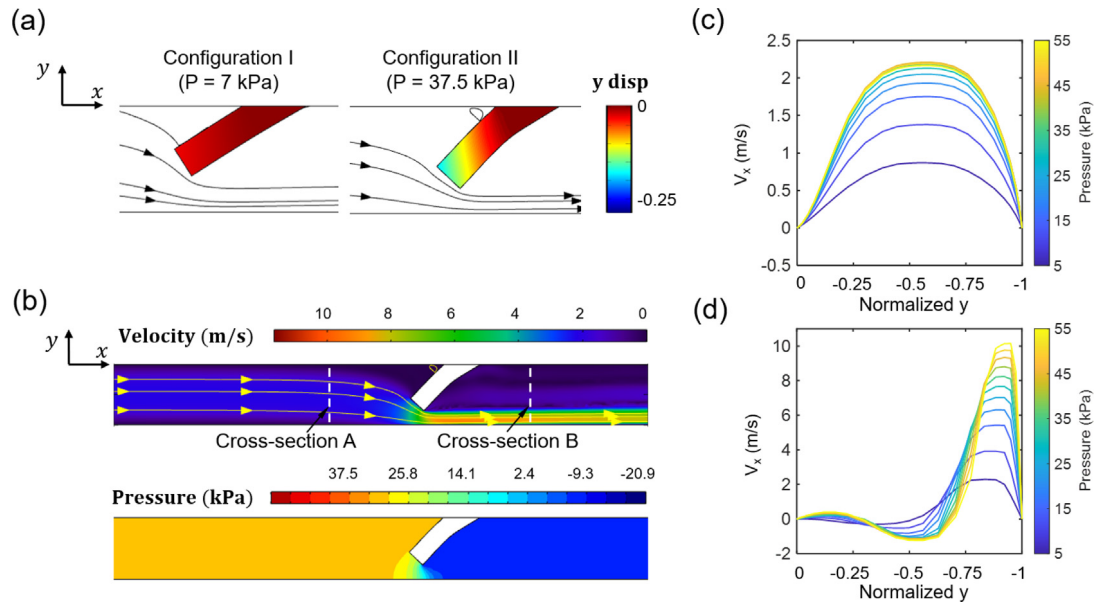 (a)
Configuration I
(P = 7 kPa)
Configuration II
(P = 37.5 kPa)
y disp
y
x
0
-0.25
(b)
Velocity (m/s)
10 8 6 4 2 0
y
x
Cross-section A
Cross-section B
37.5 25.8 14.1 2.4 -9.3 -20.9
Pressure (kPa)
(c)
2.5
2
1.5
1
0.5
0
-0.5
Vx (m/s)
0 -0.25 -0.5 -0.75 -1
Normalized y
55
45
35
25
15
5
Pressure (kPa)
(d)
10
8
6
4
2
0
-2
Vx (m/s)
0 -0.25 -0.5 -0.75 -1
Normalized y
55
45
35
25
15
5
Pressure (kPa)